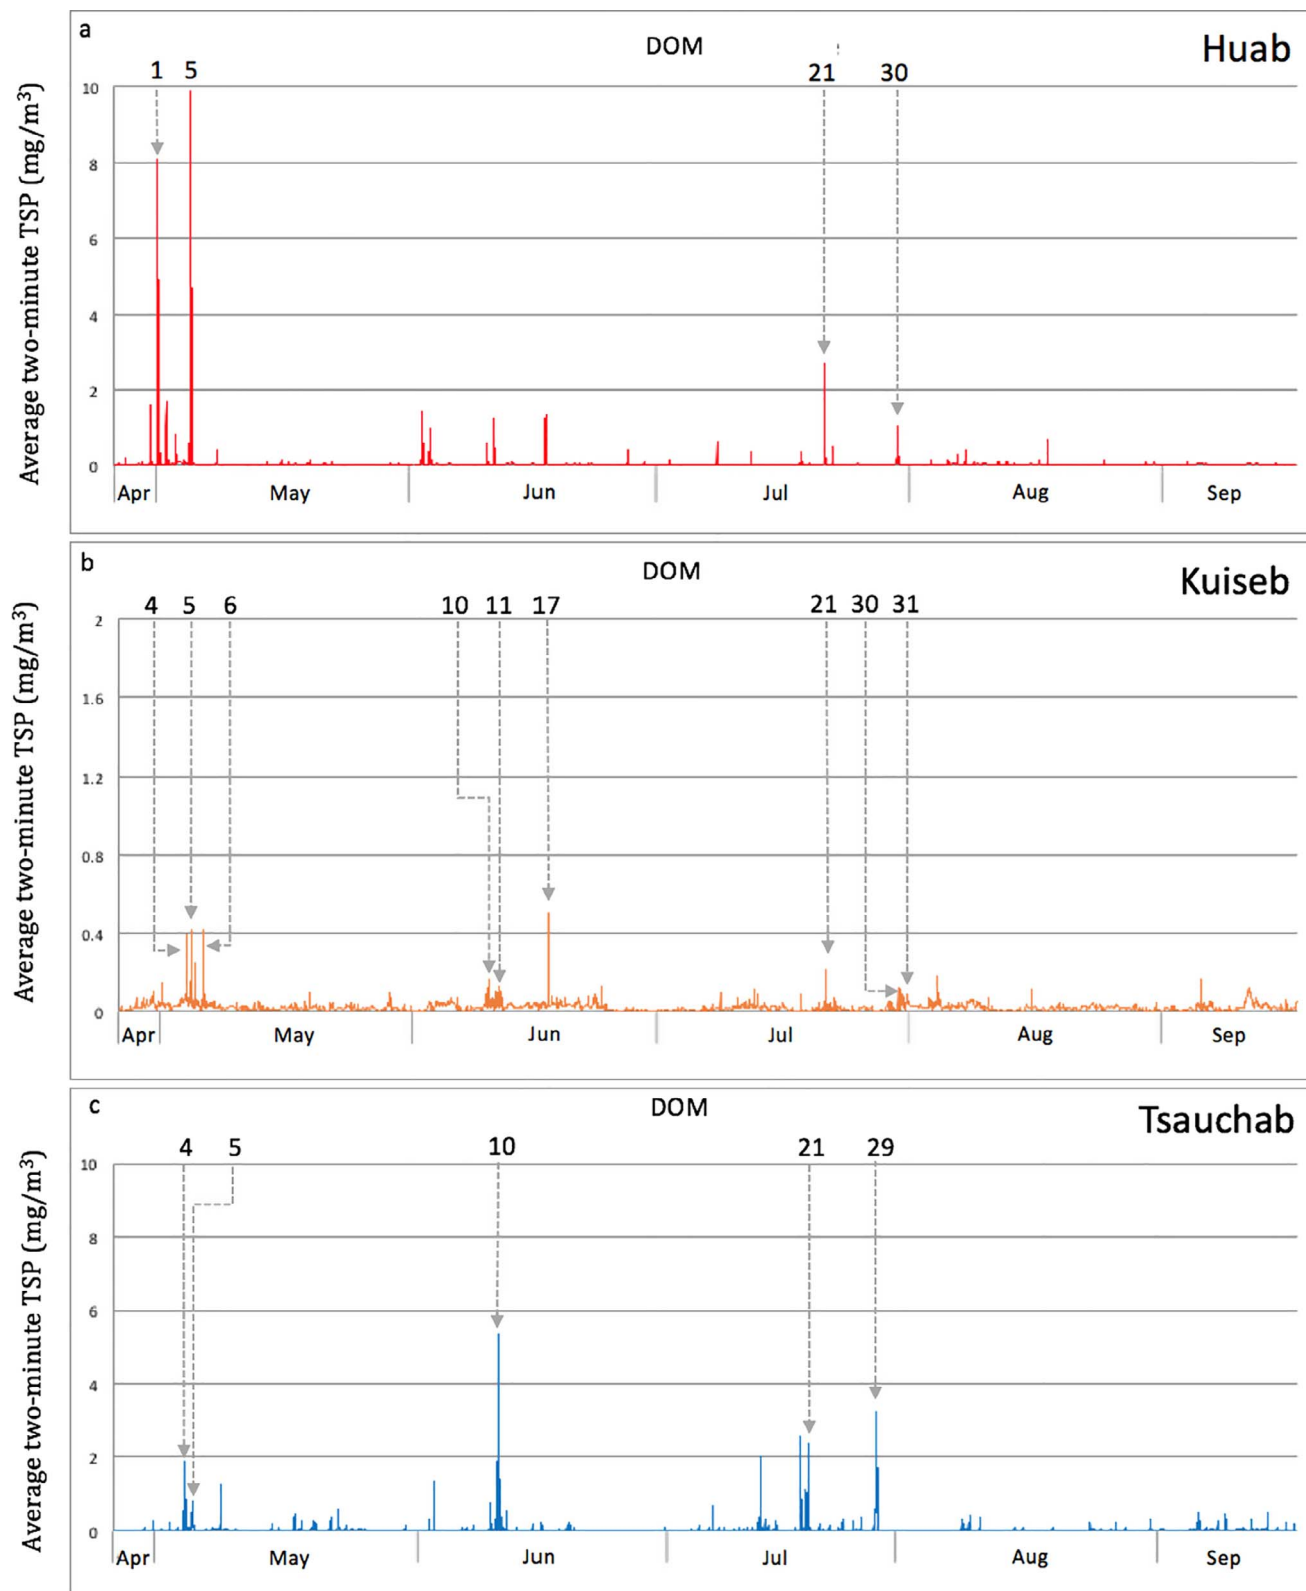 a
DOM
Huab
1 5 21 30
Average two-minute TSP (mg/m³)
10
8
6
4
2
0
Apr May Jun Jul Aug Sep
b
DOM
Kuiseb
4 5 6 10 11 17 21 30 31
Average two-minute TSP (mg/m³)
2
1.6
1.2
0.8
0.4
0
Apr May Jun Jul Aug Sep
c
DOM
Tsauchab
4 5 10 21 29
Average two-minute TSP (mg/m³)
10
8
6
4
2
0
Apr May Jun Jul Aug Sep